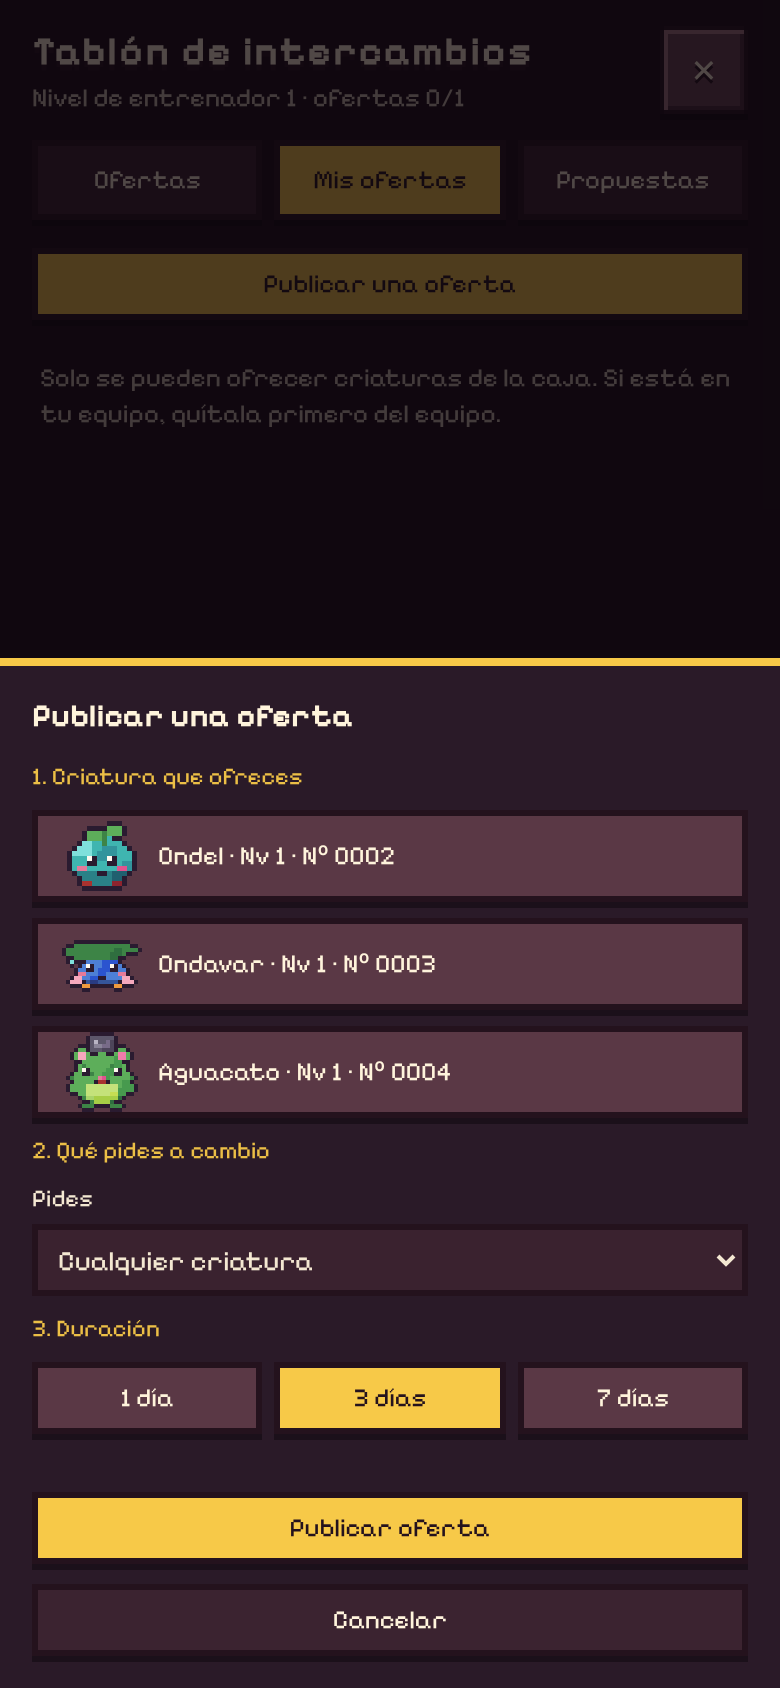 Tablón de intercambios
×
Nivel de entrenador 1 · ofertas 0/1
Ofertas
Mis ofertas
Propuestas
Publicar una oferta
Solo se pueden ofrecer criaturas de la caja. Si está en
tu equipo, quítala primero del equipo.
Publicar una oferta
1. Criatura que ofreces
Ondel · Nv 1 · Nº 0002
Ondavar · Nv 1 · Nº 0003
Aguacato · Nv 1 · Nº 0004
2. Qué pides a cambio
Pides
Cualquier criatura
3. Duración
1 día
3 días
7 días
Publicar oferta
Cancelar